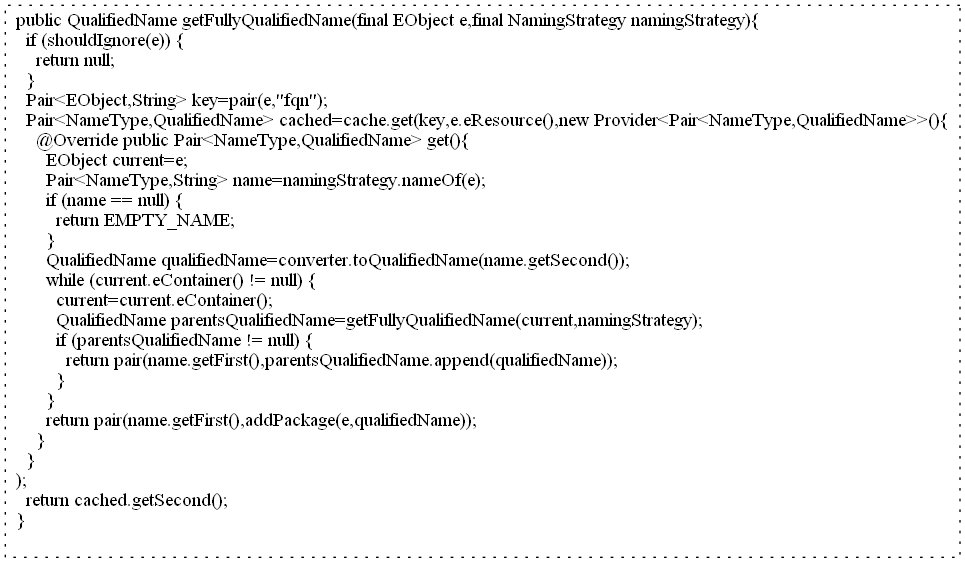 public QualifiedName getFullyQualifiedName(final EObject e,final NamingStrategy namingStrategy){
  if (shouldIgnore(e)) {
    return null;
  }
  Pair<EObject,String> key=pair(e,"fqn");
  Pair<NameType,QualifiedName> cached=cache.get(key,e.eResource(),new Provider<Pair<NameType,QualifiedName>>(){
    @Override public Pair<NameType,QualifiedName> get(){
      EObject current=e;
      Pair<NameType,String> name=namingStrategy.nameOf(e);
      if (name == null) {
        return EMPTY_NAME;
      }
      QualifiedName qualifiedName=converter.toQualifiedName(name.getSecond());
      while (current.eContainer() != null) {
        current=current.eContainer();
        QualifiedName parentsQualifiedName=getFullyQualifiedName(current,namingStrategy);
        if (parentsQualifiedName != null) {
          return pair(name.getFirst(),parentsQualifiedName.append(qualifiedName));
        }
      }
      return pair(name.getFirst(),addPackage(e,qualifiedName));
    }
  }
);
  return cached.getSecond();
}